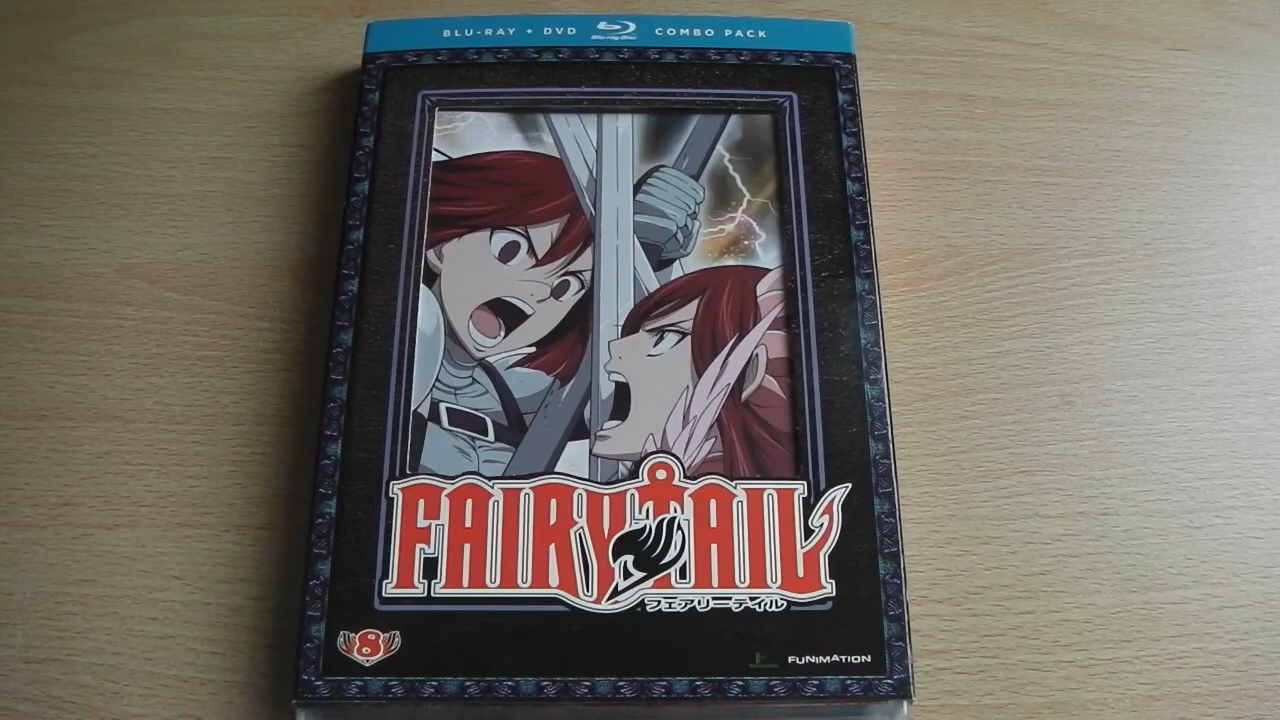 BLU-RAY + DVD Blu-ray Disc COMBO PACK
FAIRY TAIL
フェアリーテイル
8
FUNIMATION